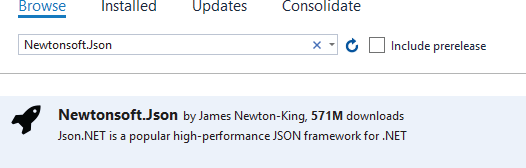 Browse Installed Updates Consolidate
Newtonsoft.Json Include prerelease
Newtonsoft.Json by James Newton-King, 571M downloads
Json.NET is a popular high-performance JSON framework for .NET